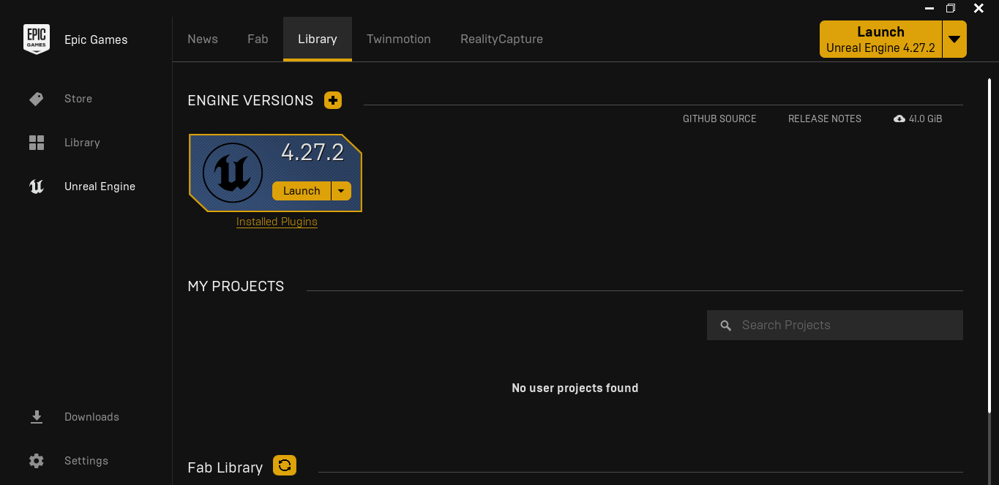 EPIC GAMES
Epic Games
Store
Library
Unreal Engine
Downloads
Settings
News
Fab
Library
Twinmotion
RealityCapture
Launch
Unreal Engine 4.27.2
ENGINE VERSIONS
GITHUB SOURCE
RELEASE NOTES
41.0 GiB
4.27.2
Launch
Installed Plugins
MY PROJECTS
Search Projects
No user projects found
Fab Library